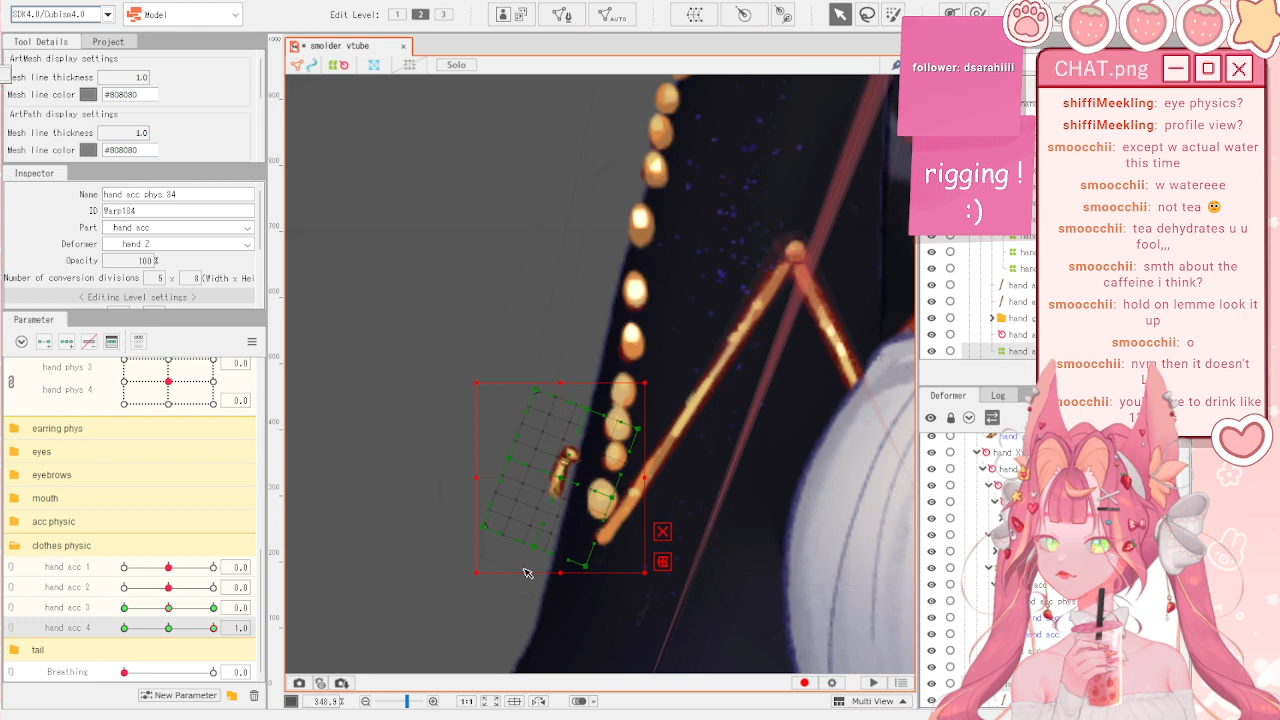 SDK4.0/Cubism4.0
Model
Edit Level:
1
2
3
AUTO
Tool Details
Project
* smolder vtube
Solo
ArtMesh display settings
esh line thickness
1.0
Mesh line color
#808080
ArtPath display settings
Mesh line thickness
1.0
Mesh line color
#808080
Inspector
Name
hand acc phys 34
ID
Warp184
Part
hand acc
Deformer
hand Z
Opacity
100%
Number of conversion divisions
5
x
8
(Width x Hei
< Editing Level settings >
Parameter
hand phys 3
0.0
hand phys 4
0.0
earring phys
eyes
eyebrows
mouth
acc physic
clothes physic
hand acc 1
0.0
hand acc 2
0.0
hand acc 3
0.0
hand acc 4
1.0
tail
Breathing
0.0
New Parameter
1:1
Multi View
Deformer
Log
follower: dsarahiiii
rigging !
:)
CHAT.png
shiffiMeekling: eye physics?
shiffiMeekling: profile view?
smoocchii: except w actual water
this time
smoocchii: w watereee
smoocchii: not tea
smoocchii: tea dehydrates u u
fool,,,
smoocchii: smth about the
caffeine i think?
smoocchii: hold on lemme look it
up
smoocchii: o
smoocchii: nvm then it doesn't